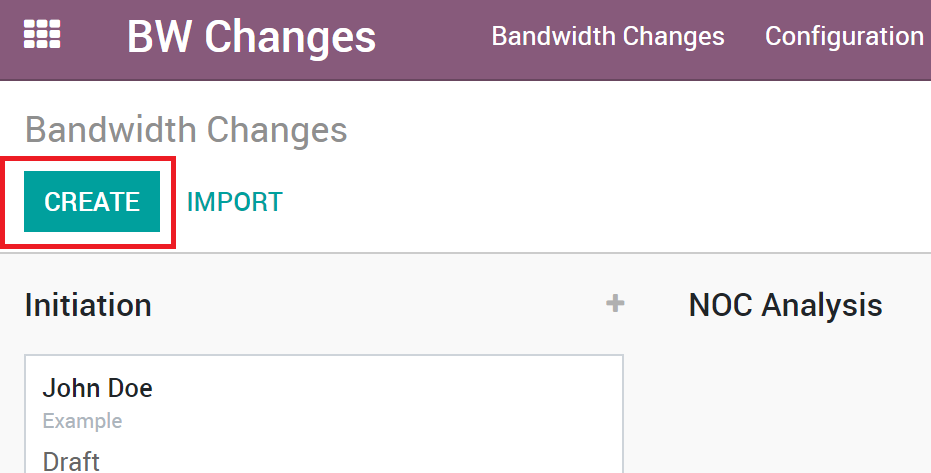 BW Changes Bandwidth Changes Configuration
Bandwidth Changes
CREATE IMPORT
Initiation NOC Analysis
John Doe
Example
Draft